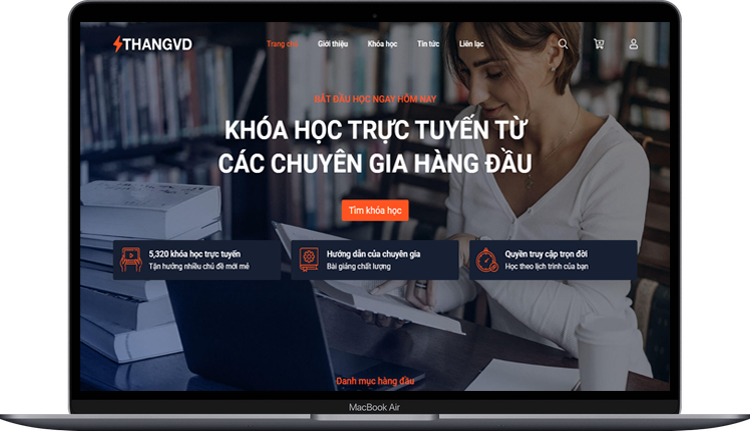 THANGVD
Trang chủ Giới thiệu Khóa học Tin tức Liên lạc
BẮT ĐẦU HỌC NGAY HÔM NAY
KHÓA HỌC TRỰC TUYẾN TỪ
CÁC CHUYÊN GIA HÀNG ĐẦU
Tìm khóa học
5,320 khóa học trực tuyến
Tận hưởng nhiều chủ đề mới mẻ
Hướng dẫn của chuyên gia
Bài giảng chất lượng
Quyền truy cập trọn đời
Học theo lịch trình của bạn
Danh mục hàng đầu
MacBook Air